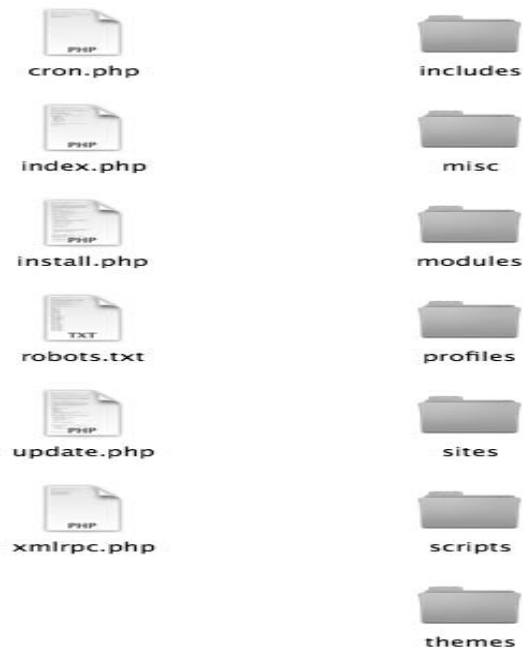 PHP
cron.php
includes
PHP
index.php
misc
PHP
install.php
modules
TXT
robots.txt
profiles
PHP
update.php
sites
PHP
xmlrpc.php
scripts
themes